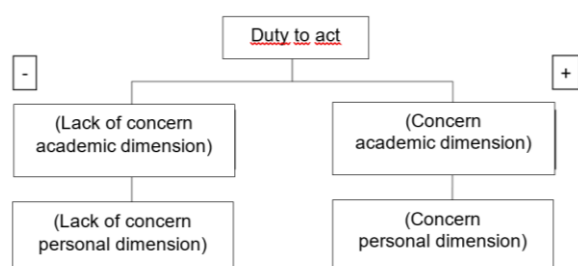 Duty to act
-
+
(Lack of concern
academic dimension)
(Concern
academic dimension)
(Lack of concern
personal dimension)
(Concern
personal dimension)